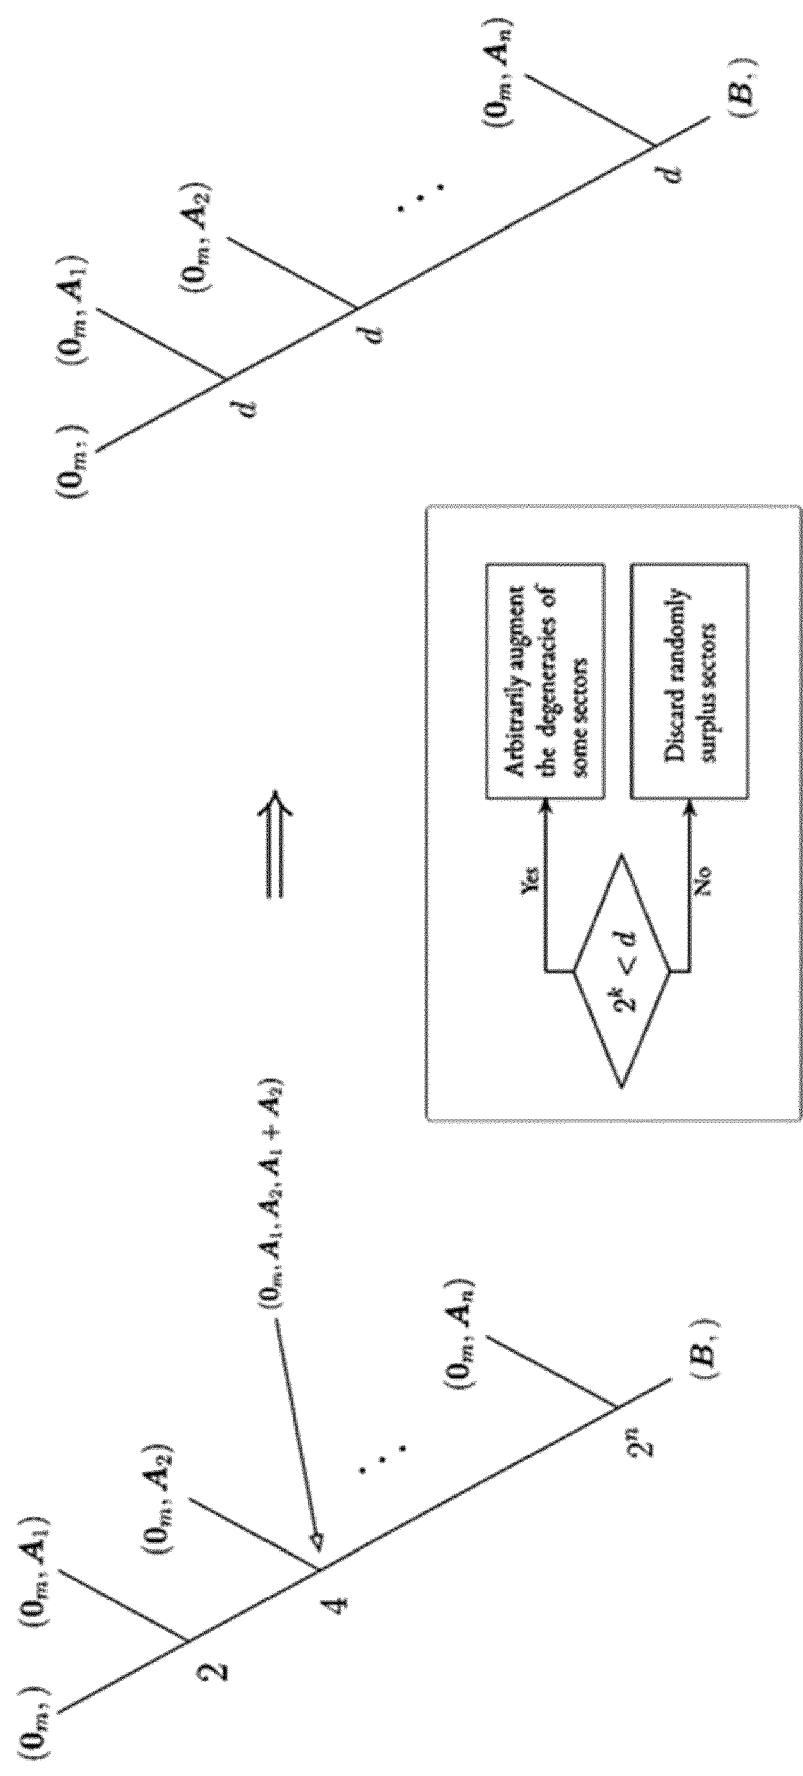 (0ₘ,)
(0ₘ, A₁)
(0ₘ, A₂)
(0ₘ, Aₙ)
2
4
2ⁿ
(B,)
(0ₘ, A₁, A₂, A₁ + A₂)
⟹
(0ₘ,)
(0ₘ, A₁)
(0ₘ, A₂)
(0ₘ, Aₙ)
d
d
d
(B,)
2ᵏ < d
Yes
Arbitrarily augment
the degeneracies of
some sectors
No
Discard randomly
surplus sectors